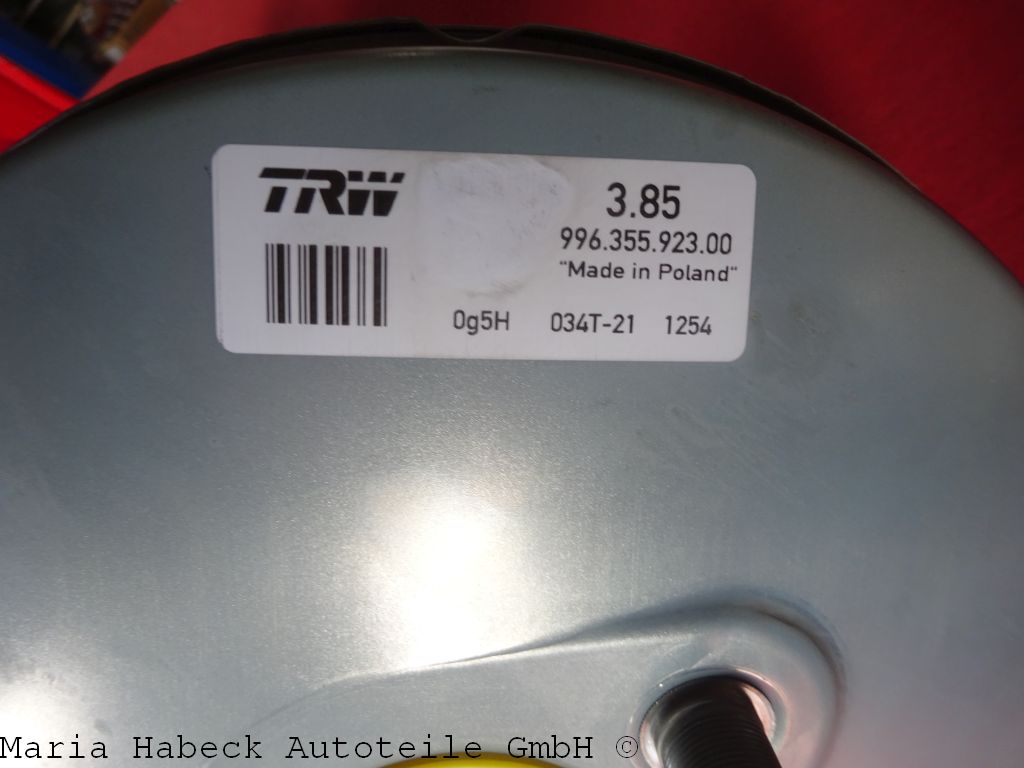 TRW
3.85
996.355.923.00
"Made in Poland"
0g5H 034T-21 1254
Maria Habeck Autoteile GmbH ©